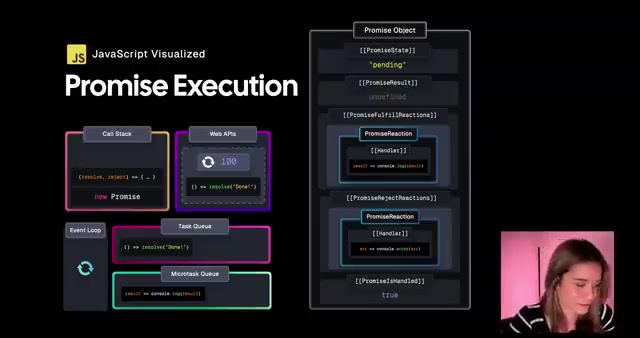 JS JavaScript Visualized
Promise Execution
Call Stack
(resolve, reject) => { … }
new Promise
Web APIs
100
() => resolve("Done!")
Event Loop
Task Queue
() => resolve("Done!")
Microtask Queue
result => console.log(result)
Promise Object
[[PromiseState]]
"pending"
[[PromiseResult]]
undefined
[[PromiseFulfillReactions]]
PromiseReaction
[[Handler]]
result => console.log(result)
[[PromiseRejectReactions]]
PromiseReaction
[[Handler]]
err => console.error(err)
[[PromiseIsHandled]]
true